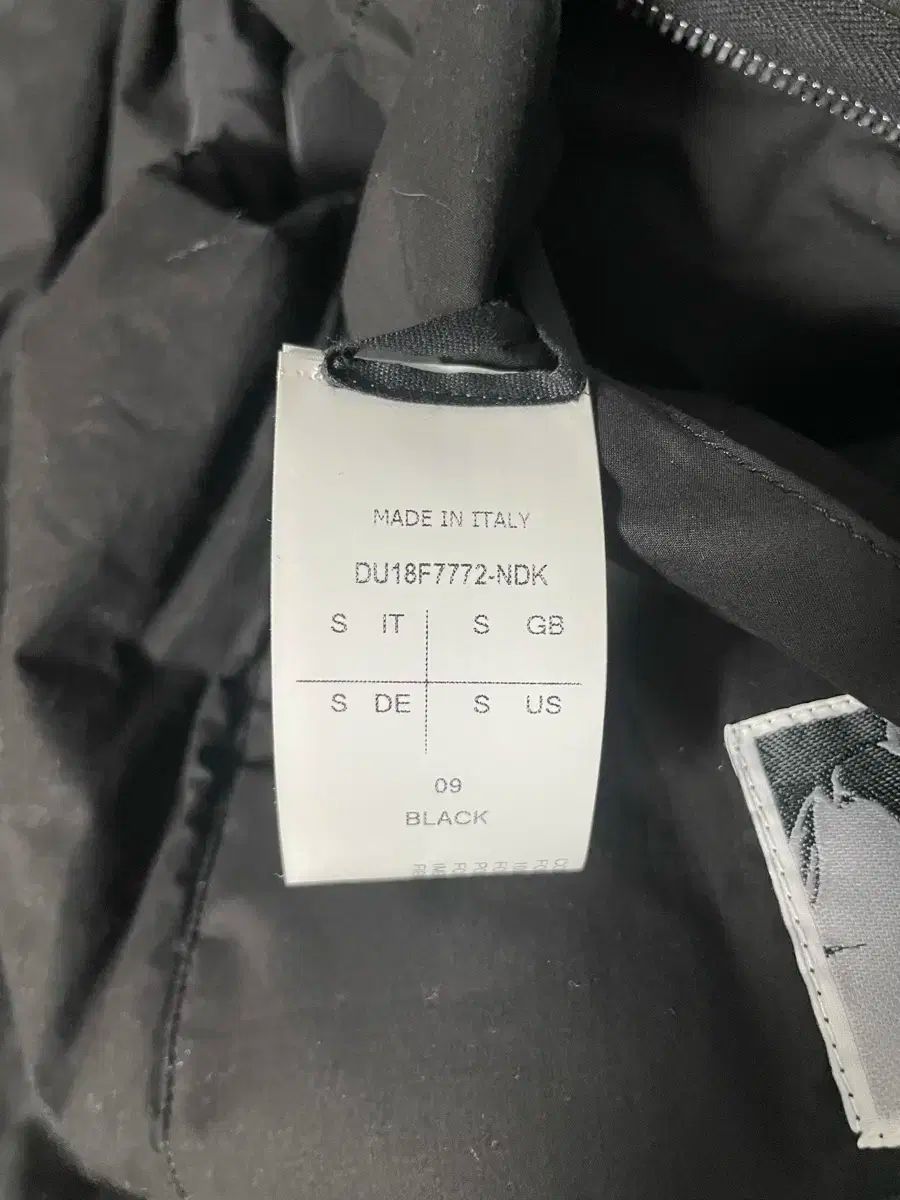 MADE IN ITALY
DU18F7772-NDK
S IT S GB
S DE S US
09
BLACK